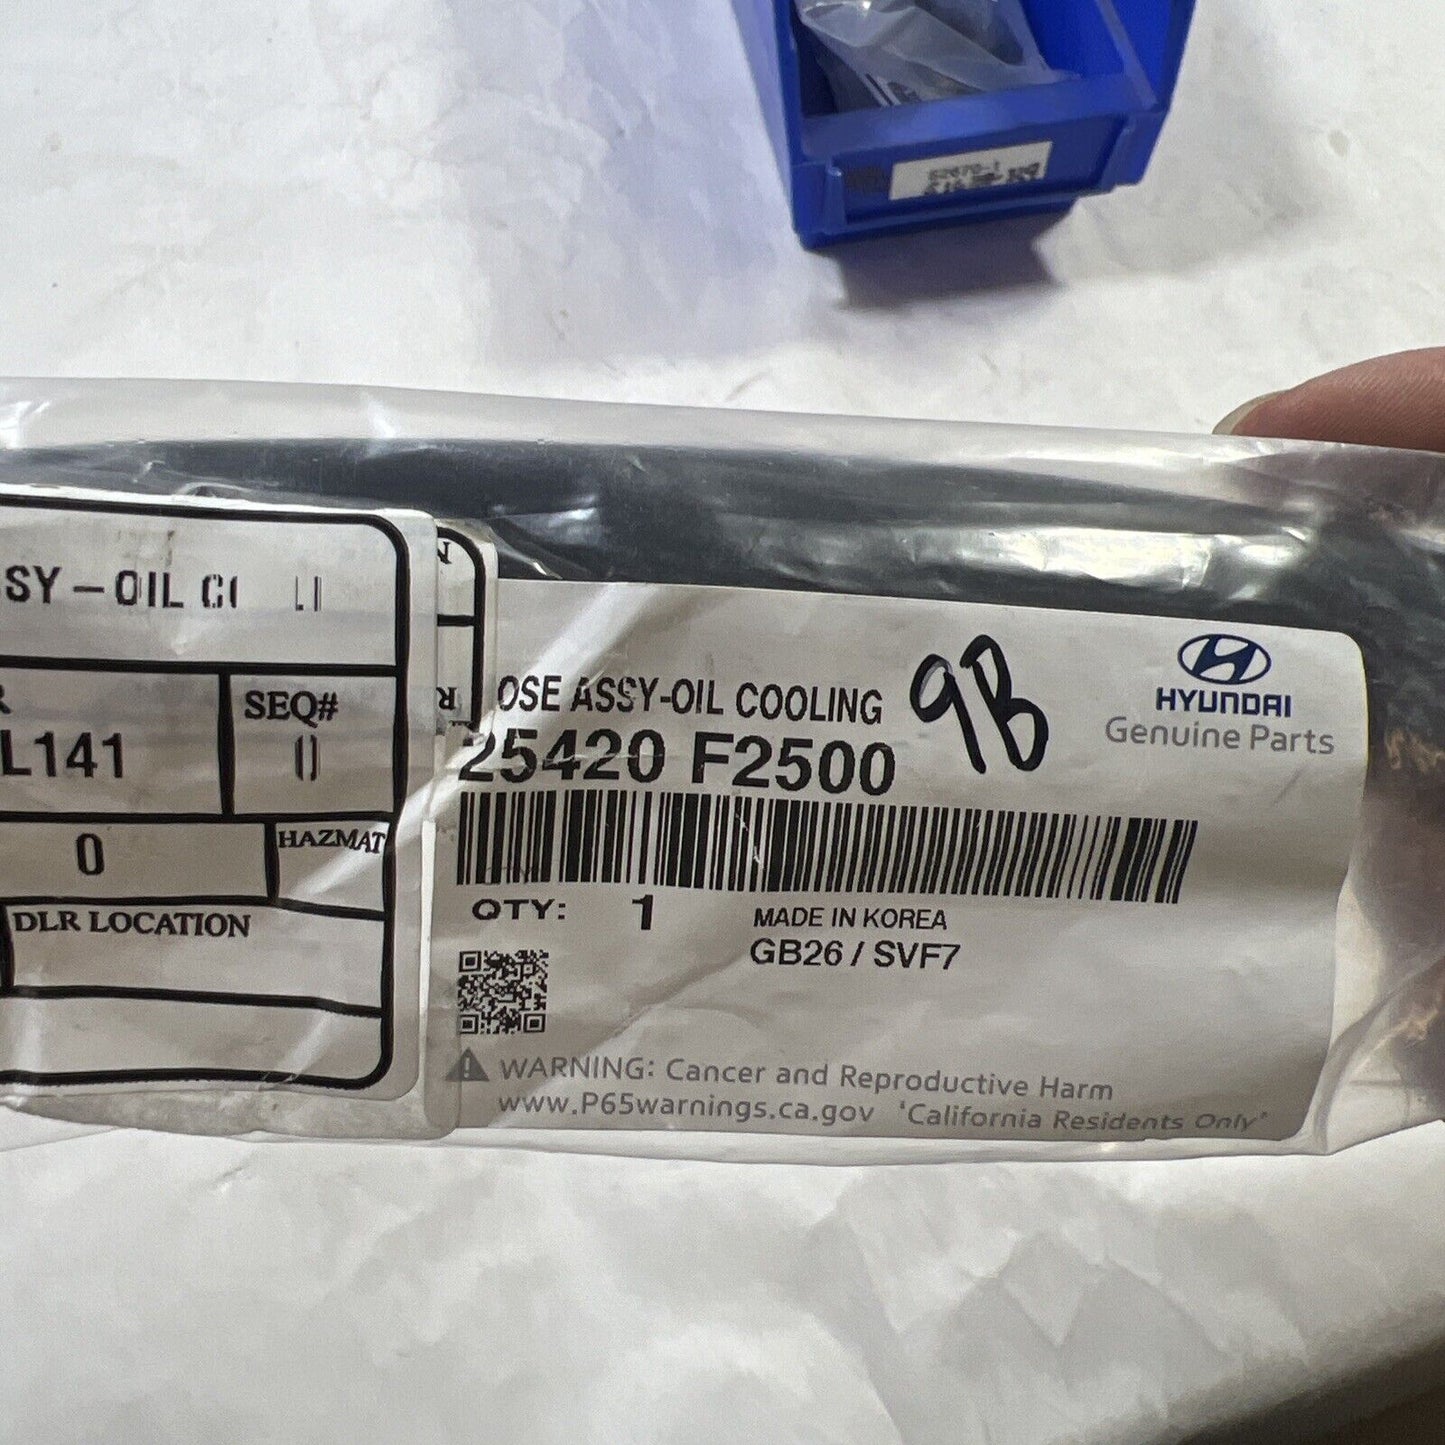 SY-OIL
SEQ#
L141
0
0
HAZMAT
DLR LOCATION
OSE ASSY-OIL COOLING
9B
25420 F2500
HYUNDAI
Genuine Parts
QTY: 1
MADE IN KOREA
GB26 / SVF7
WARNING: Cancer and Reproductive Harm
www.P65warnings.ca.gov 'California Residents Only'